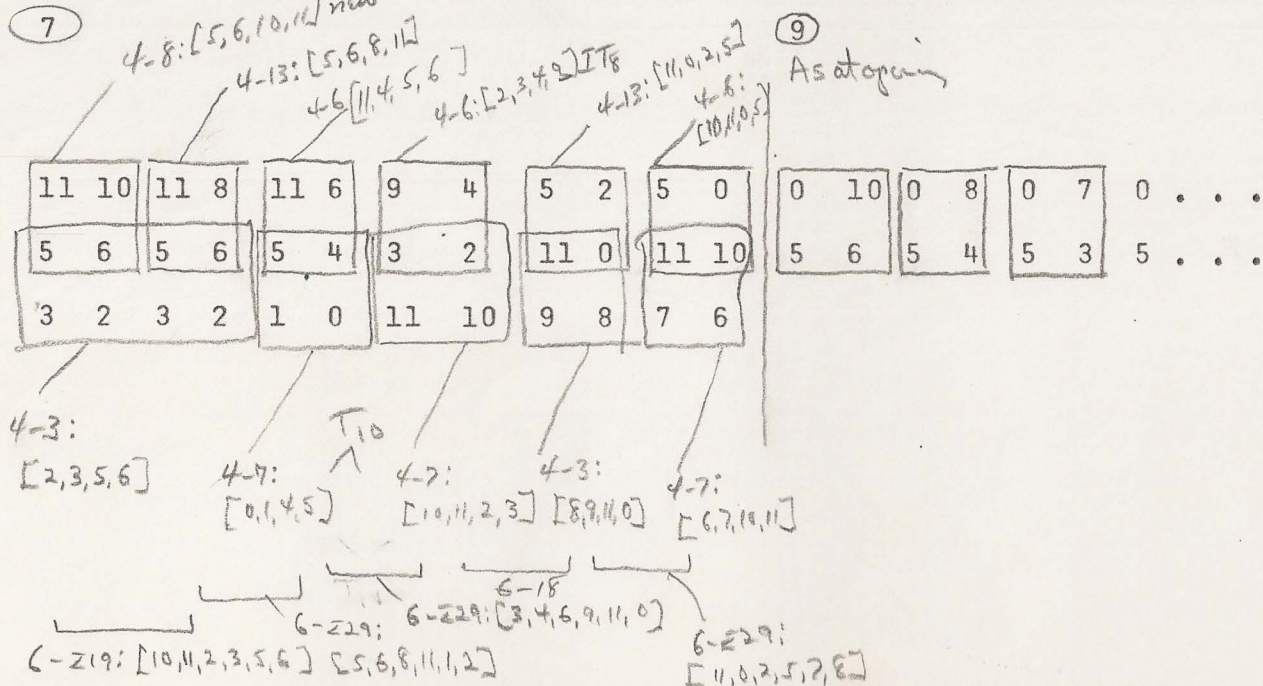 7
4-8: [5,6,10,11]
4-13: [5,6,8,11]
4-6 [11,4,5,6]
4-6: [2,3,4,9] IT8
4-13: [11,0,2,5]
4-6:
[10,11,0,5]
9
As at opening
11 10 11 8 11 6 9 4 5 2 5 0 0 10 0 8 0 7 0 . . .
5 6 5 6 5 4 3 2 11 0 11 10 5 6 5 4 5 3 5 . . .
3 2 3 2 1 0 11 10 9 8 7 6
4-3:
[2,3,5,6]
4-7:
[0,1,4,5]
T10
4-7:
[10,11,2,3]
4-3:
[8,9,11,0]
4-7:
[6,7,10,11]
6-Z19: [10,11,2,3,5,6]
6-Z29:
[5,6,8,11,1,2]
6-Z29: [3,4,6,9,11,0]
6-18
6-Z29:
[11,0,2,5,7,8]